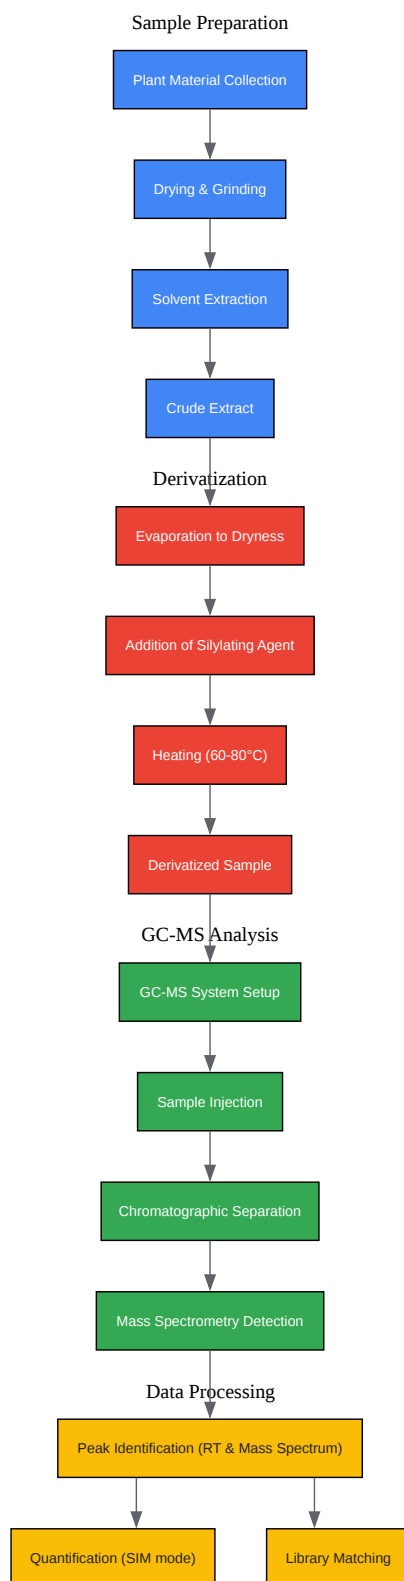 Sample Preparation
Plant Material Collection
Drying & Grinding
Solvent Extraction
Crude Extract
Derivatization
Evaporation to Dryness
Addition of Silylating Agent
Heating (60-80°C)
Derivatized Sample
GC-MS Analysis
GC-MS System Setup
Sample Injection
Chromatographic Separation
Mass Spectrometry Detection
Data Processing
Peak Identification (RT & Mass Spectrum)
Quantification (SIM mode)
Library Matching